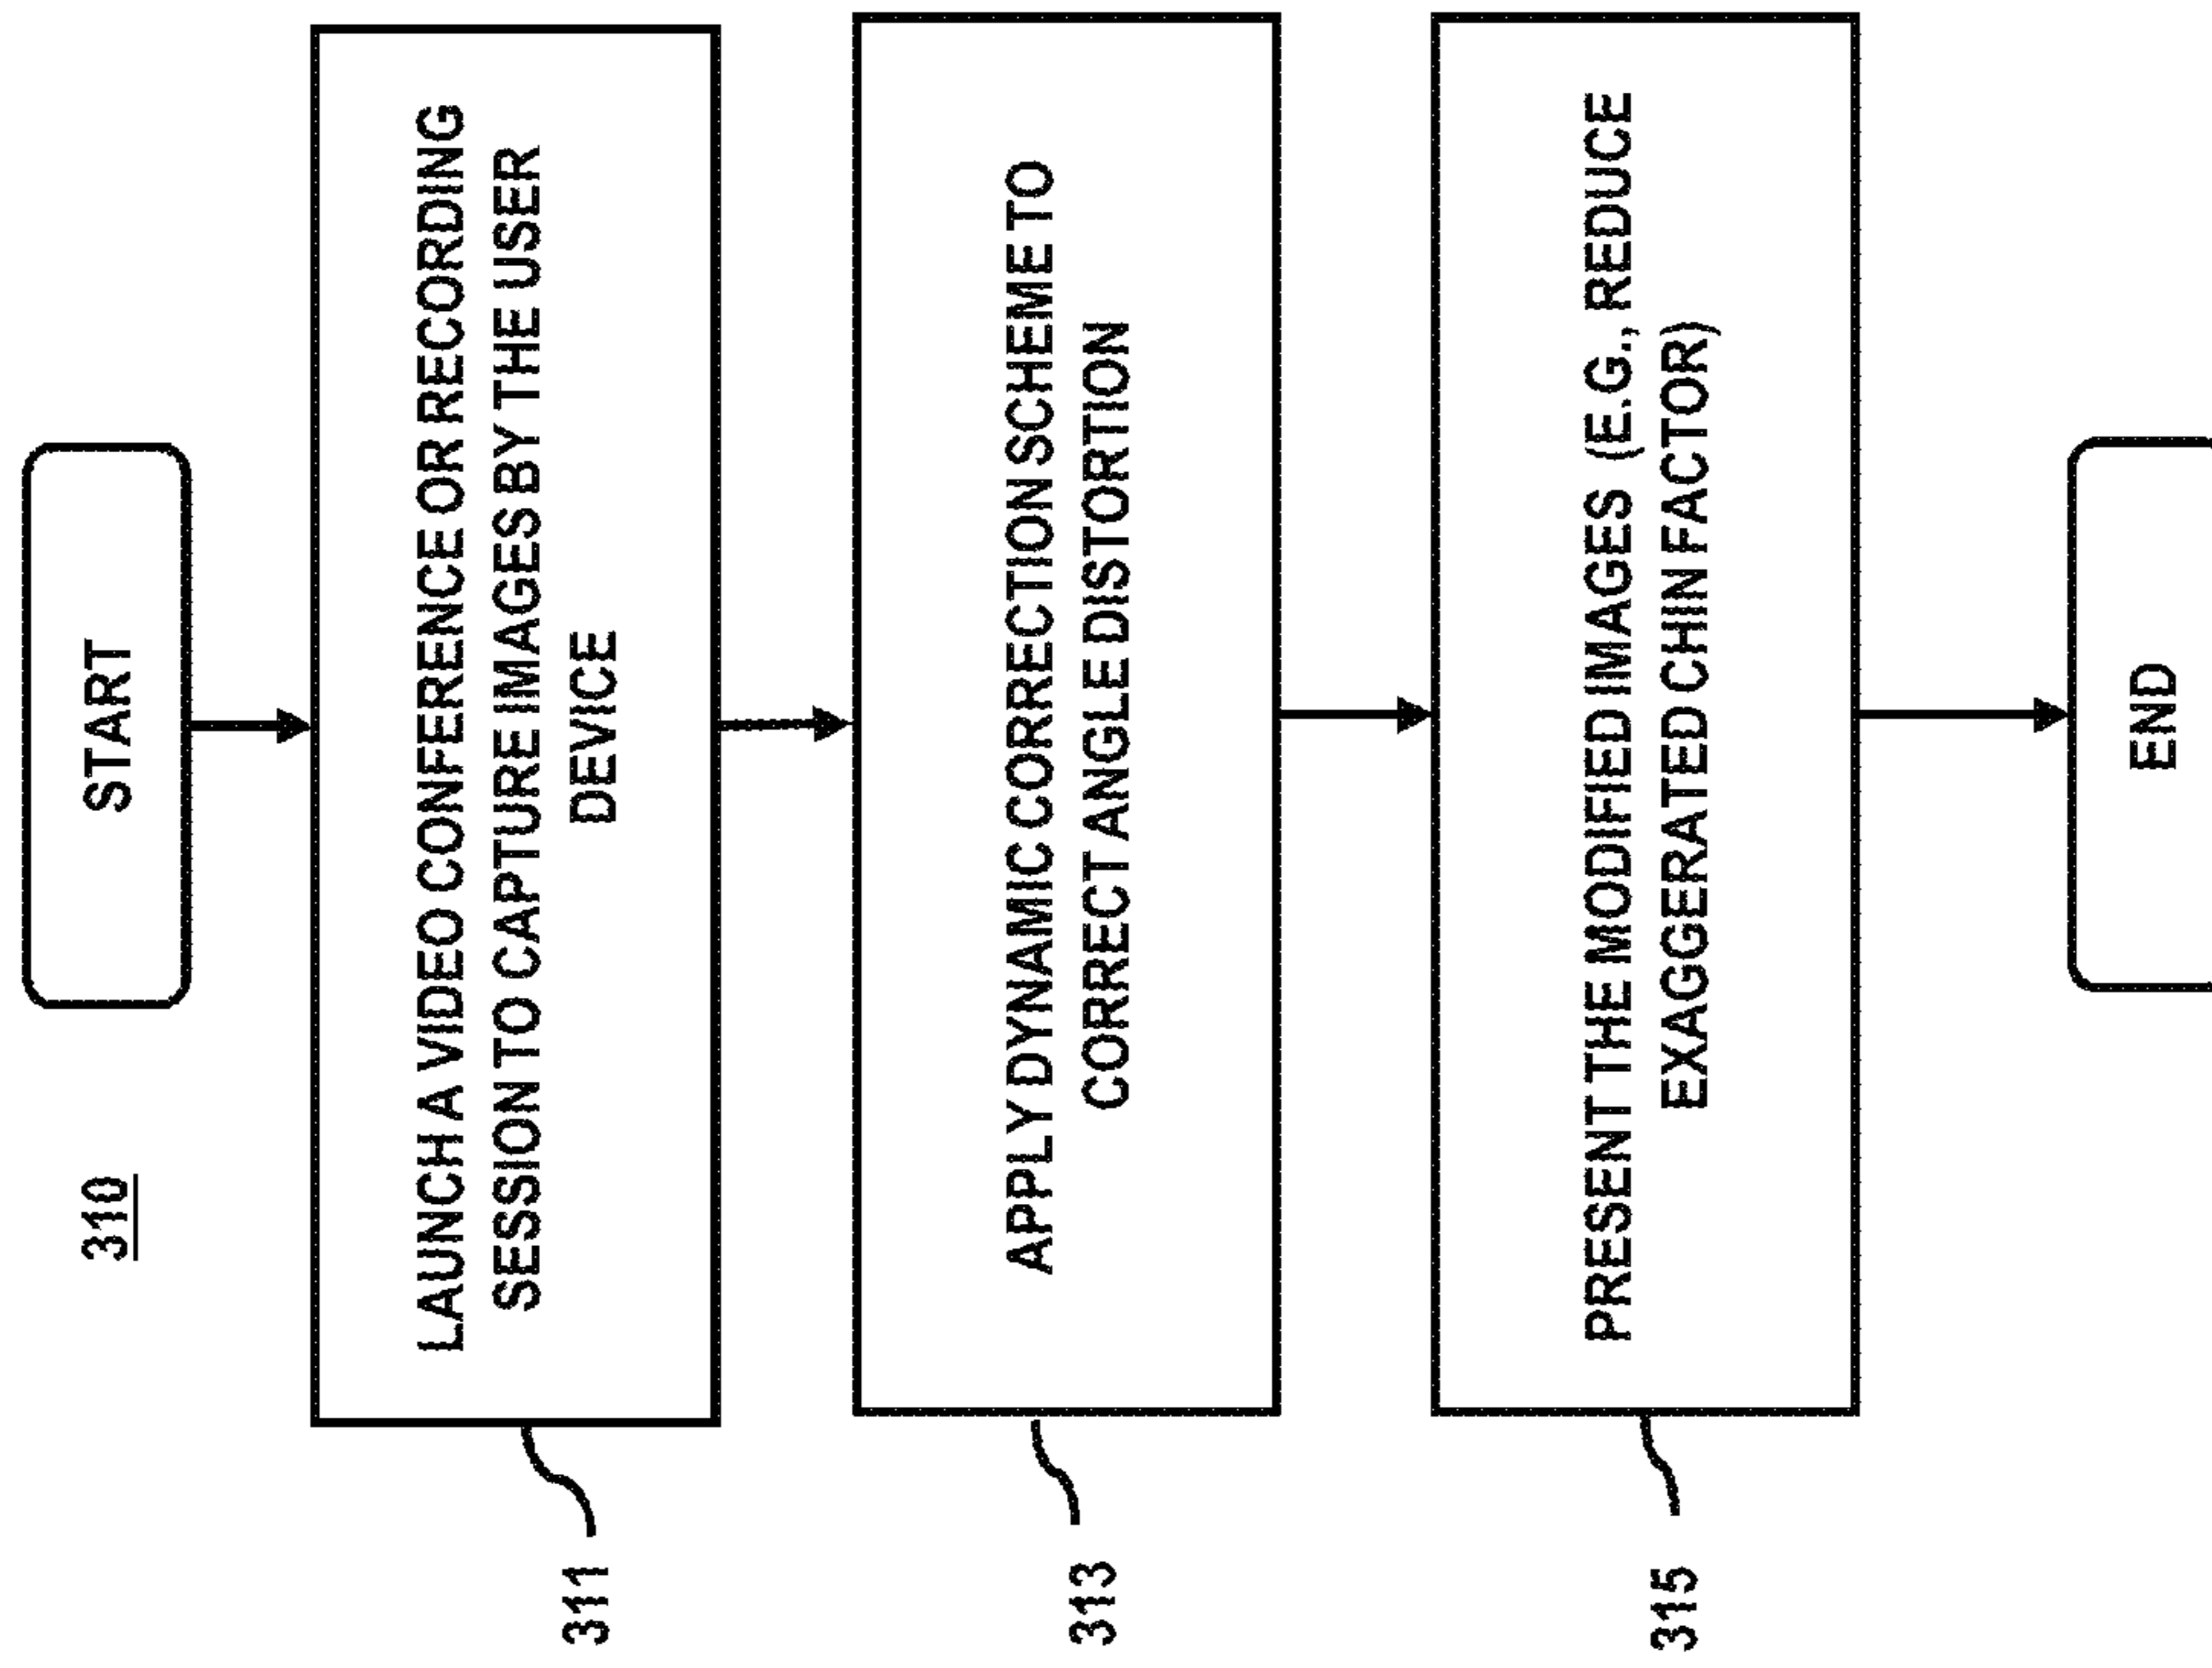 310
START
LAUNCH A VIDEO CONFERENCE OR RECORDING
SESSION TO CAPTURE IMAGES BY THE USER
DEVICE
311
APPLY DYNAMIC CORRECTION SCHEME TO
CORRECT ANGLE DISTORTION
313
PRESENT THE MODIFIED IMAGES (E.G., REDUCE
EXAGGERATED CHIN FACTOR)
315
END